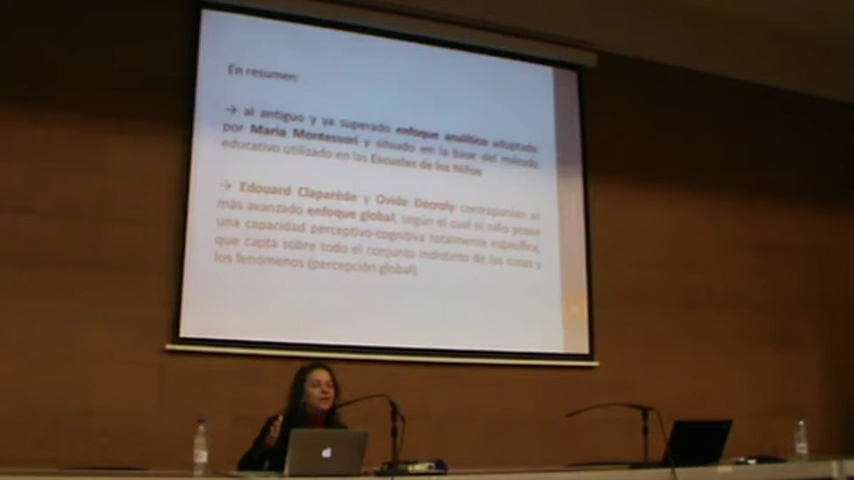 En resumen:
→ al antiguo y ya superado enfoque analítico adoptado
por Maria Montessori y situado en la base del método
educativo utilizado en las Escuelas de los Niños
→ Edouard Claparède y Ovide Decroly contraponían el
más avanzado enfoque global, según el cual el niño posee
una capacidad perceptivo-cognitiva totalmente específica,
que capta sobre todo el conjunto indistinto de las cosas y
los fenómenos (percepción global).